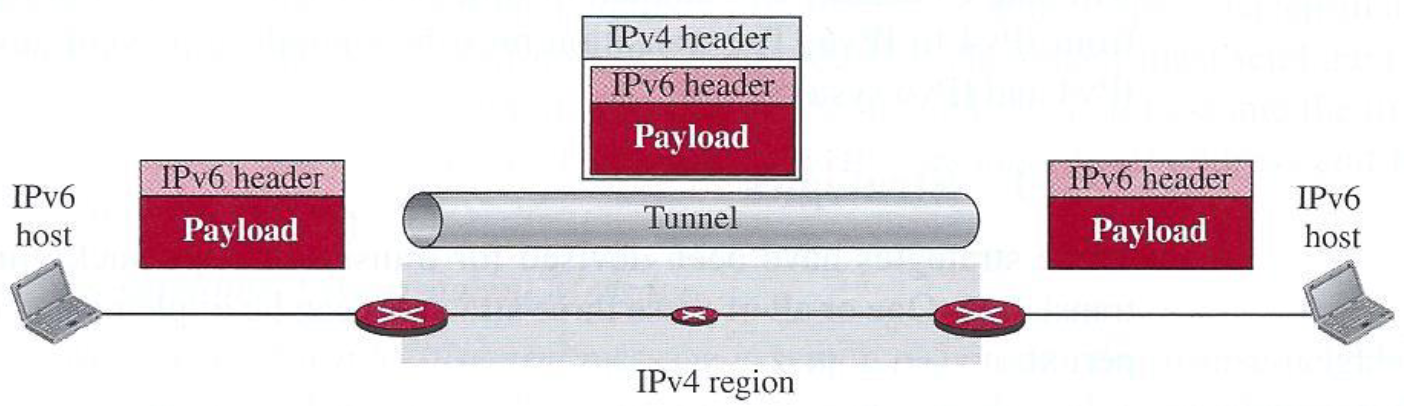 IPv4 header
IPv6 header
Payload
IPv6 header
Payload
IPv6 header
Payload
IPv6
host
IPv6
host
Tunnel
IPv4 region